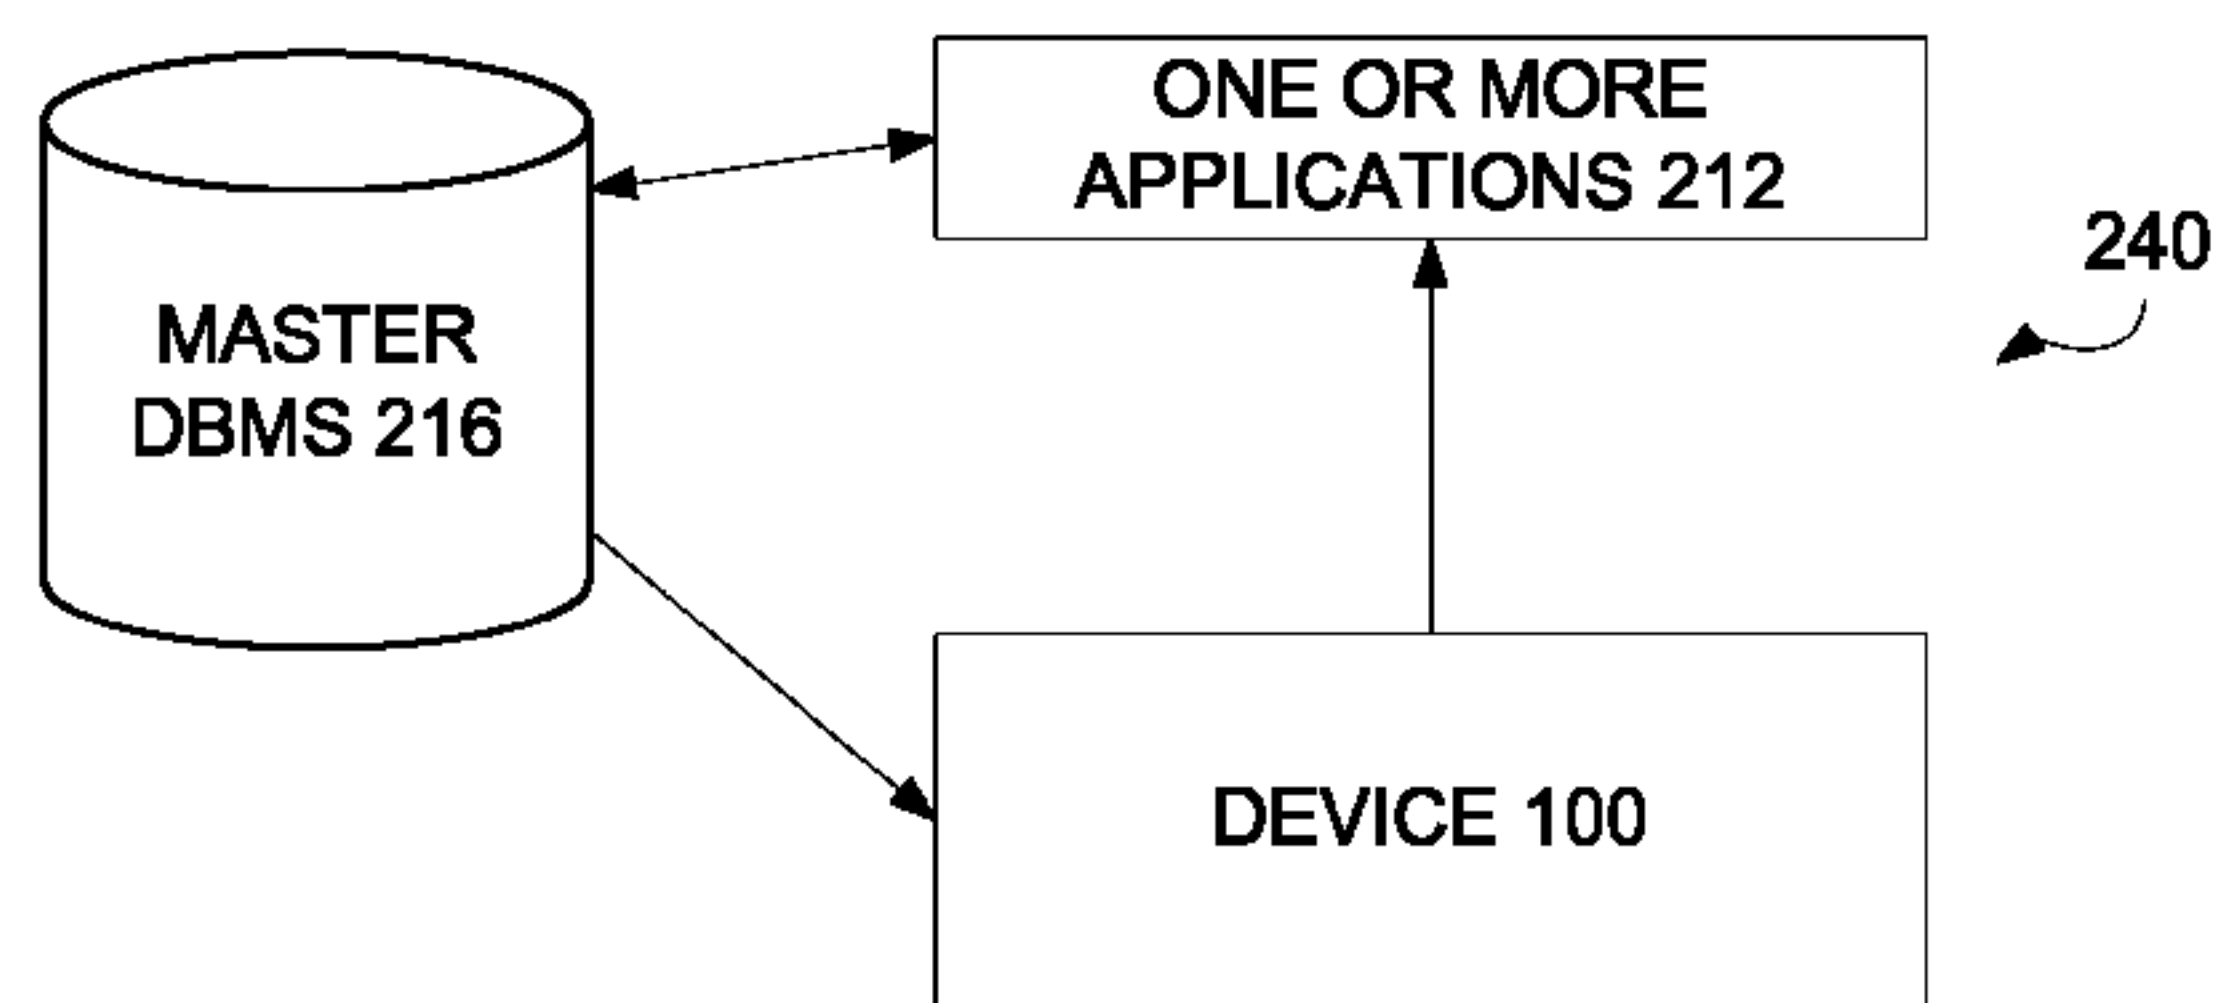 ONE OR MORE
APPLICATIONS 212
240
MASTER
DBMS 216
DEVICE 100